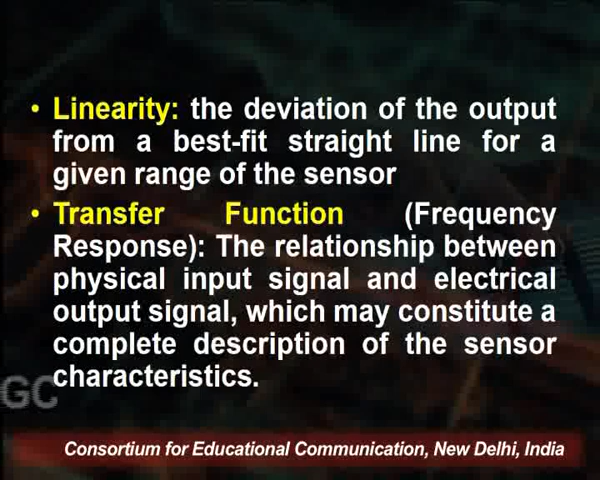 • Linearity: the deviation of the output
from a best-fit straight line for a
given range of the sensor
• Transfer Function (Frequency
Response): The relationship between
physical input signal and electrical
output signal, which may constitute a
complete description of the sensor
characteristics.
GC
Consortium for Educational Communication, New Delhi, India